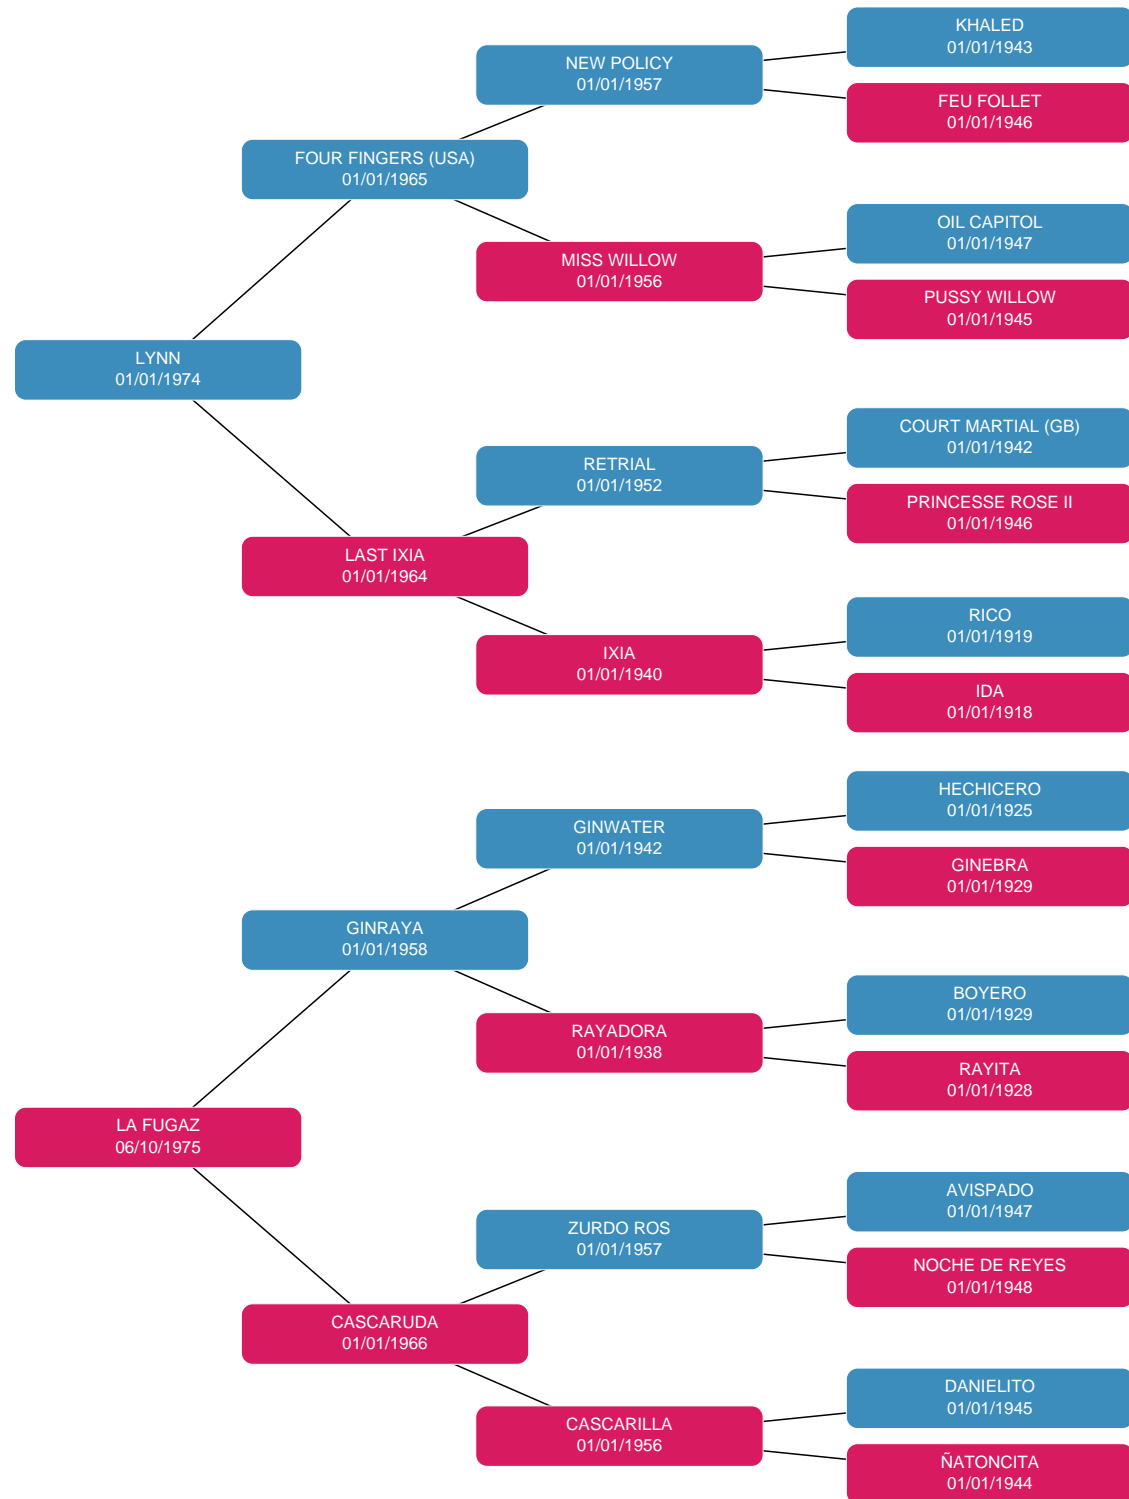 KHALED
01/01/1943
NEW POLICY
01/01/1957
FEU FOLLET
01/01/1946
FOUR FINGERS (USA)
01/01/1965
OIL CAPITOL
01/01/1947
MISS WILLOW
01/01/1956
PUSSY WILLOW
01/01/1945
LYNN
01/01/1974
COURT MARTIAL (GB)
01/01/1942
RETRIAL
01/01/1952
PRINCESSE ROSE II
01/01/1946
LAST IXIA
01/01/1964
RICO
01/01/1919
IXIA
01/01/1940
IDA
01/01/1918
HECHICERO
01/01/1925
GINWATER
01/01/1942
GINEBRA
01/01/1929
GINRAYA
01/01/1958
BOYERO
01/01/1929
RAYADORA
01/01/1938
RAYITA
01/01/1928
LA FUGAZ
06/10/1975
AVISPADO
01/01/1947
ZURDO ROS
01/01/1957
NOCHE DE REYES
01/01/1948
CASCARUDA
01/01/1966
DANIELITO
01/01/1945
CASCARILLA
01/01/1956
ÑATONCITA
01/01/1944